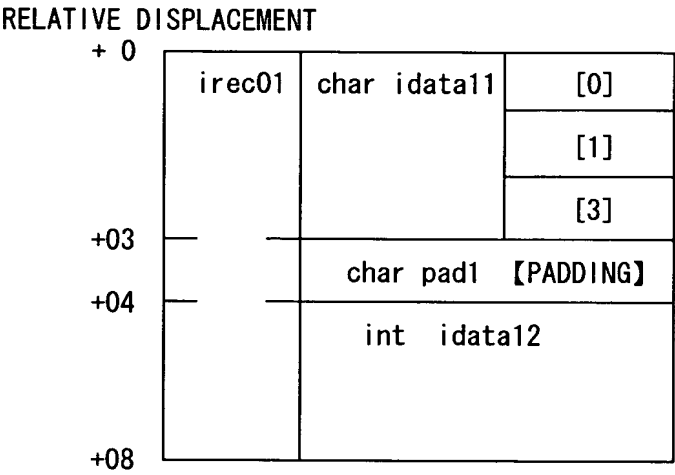 RELATIVE DISPLACEMENT
+ 0
irec01 char idata11 [0]
[1]
[3]
+03
char pad1 【PADDING】
+04
int idata12
+08